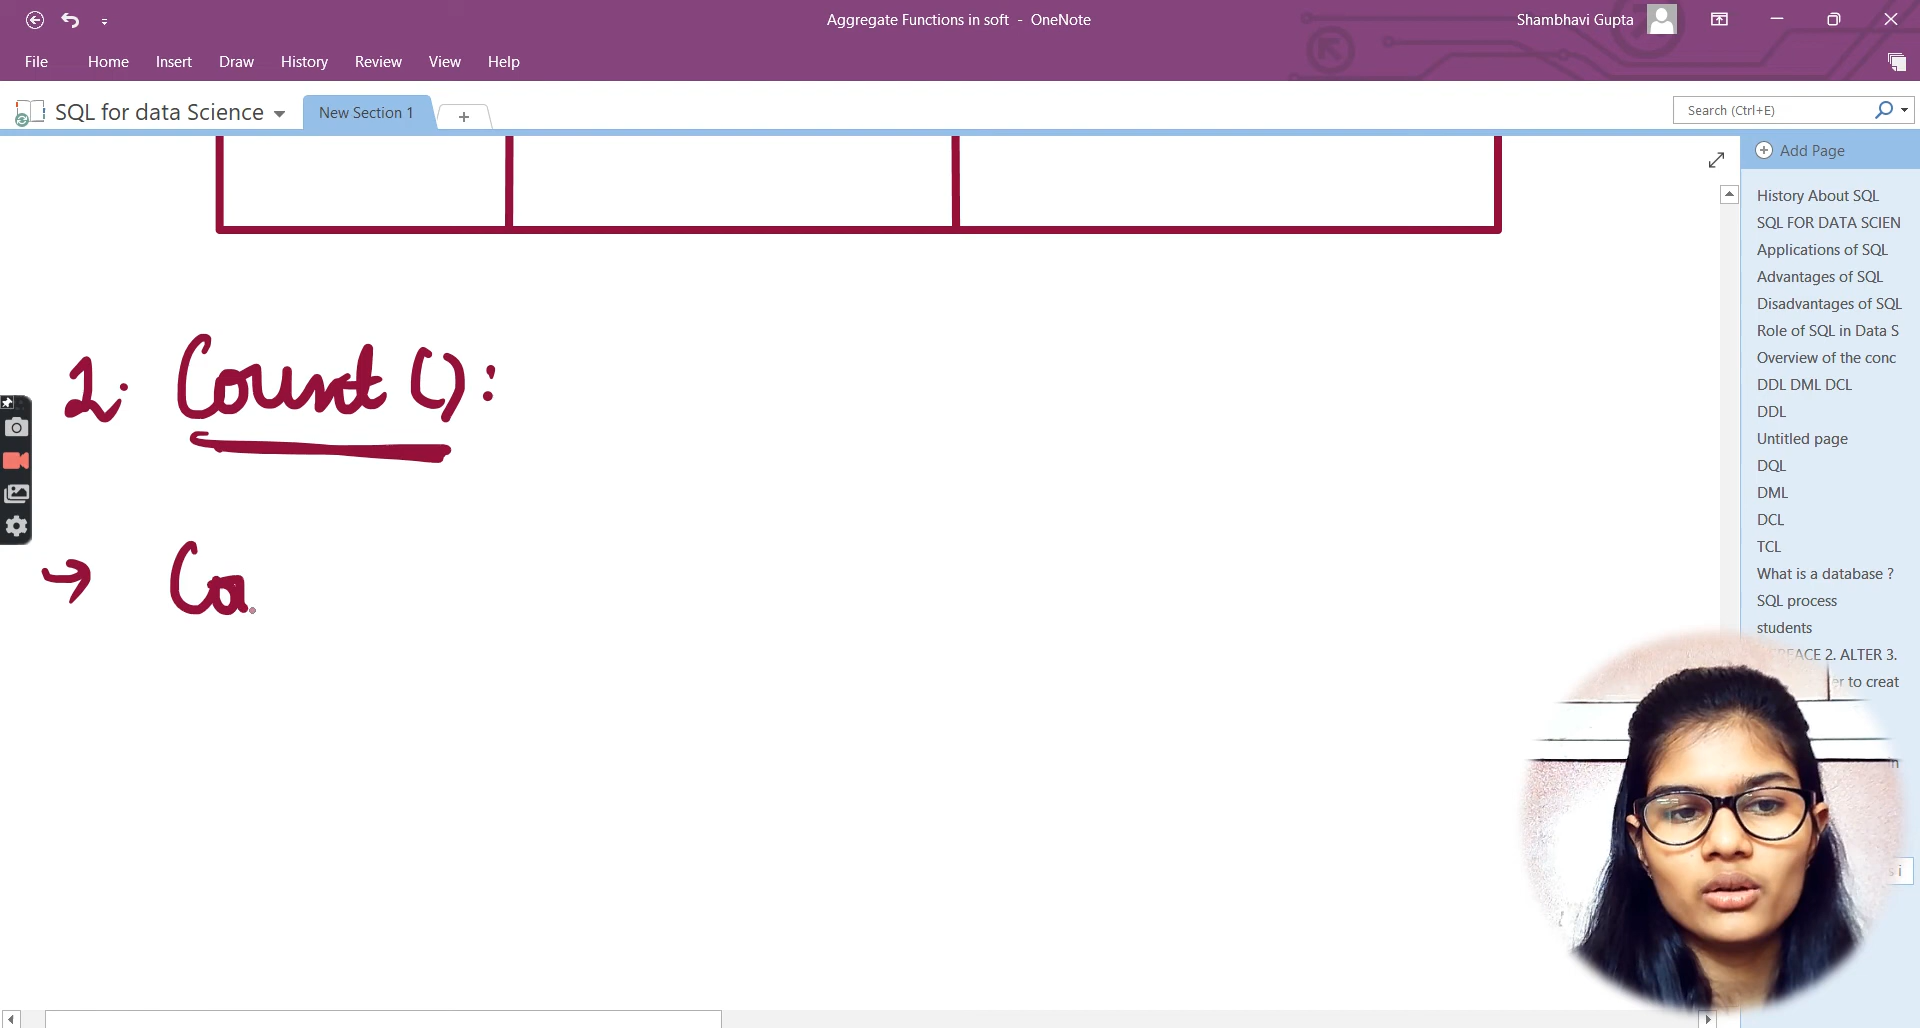 Aggregate Functions in soft - OneNote
Shambhavi Gupta
File Home Insert Draw History Review View Help
SQL for data Science
New Section 1
+
Search (Ctrl+E)
Add Page
History About SQL
SQL FOR DATA SCIEN
Applications of SQL
Advantages of SQL
Disadvantages of SQL
Role of SQL in Data S
Overview of the conc
DDL DML DCL
DDL
Untitled page
DQL
DML
DCL
TCL
What is a database ?
SQL process
students
2. ALTER 3.
er to creat
2. Count ():
→ Co